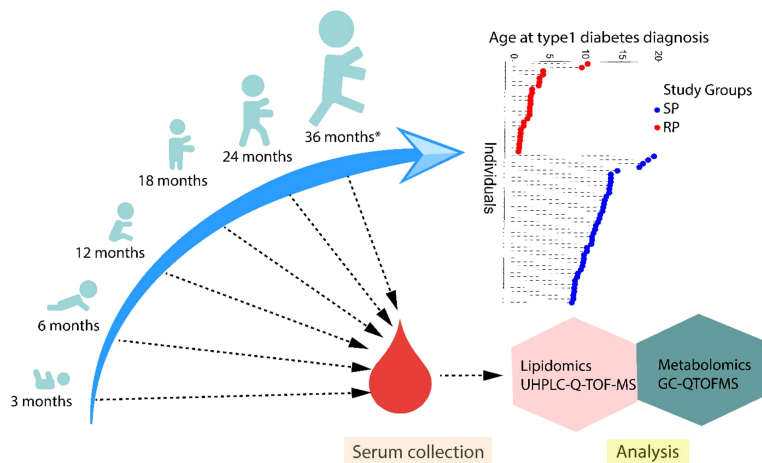 Age at type1 diabetes diagnosis
0
5
10
15
20
Study Groups
SP
RP
Individuals
36 months*
24 months
18 months
12 months
6 months
3 months
Lipidomics
UHPLC-Q-TOF-MS
Metabolomics
GC-QTOFMS
Serum collection
Analysis